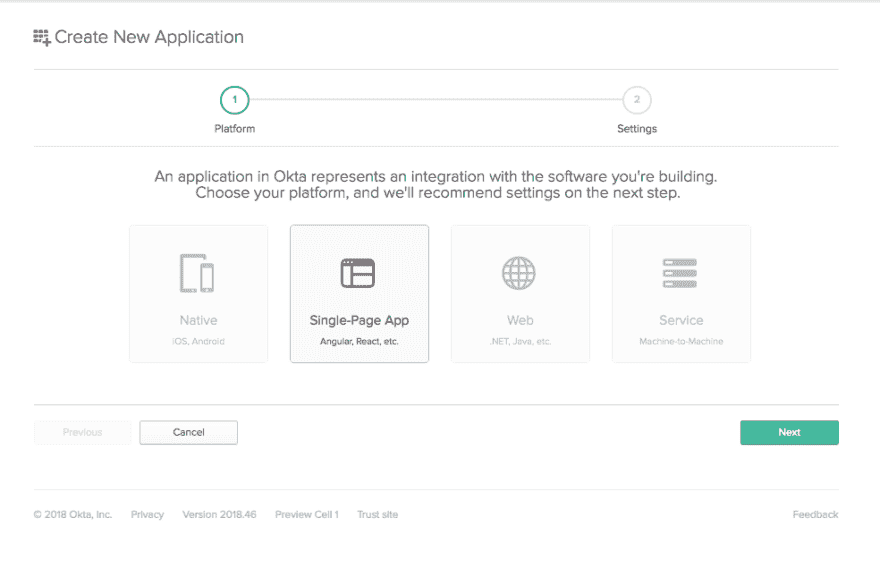 Create New Application
1
2
Platform
Settings
An application in Okta represents an integration with the software you're building.
Choose your platform, and we'll recommend settings on the next step.
Native
iOS, Android
Single-Page App
Angular, React, etc.
Web
.NET, Java, etc.
Service
Machine-to-Machine
Previous
Cancel
Next
© 2018 Okta, Inc.
Privacy
Version 2018.46
Preview Cell 1
Trust site
Feedback